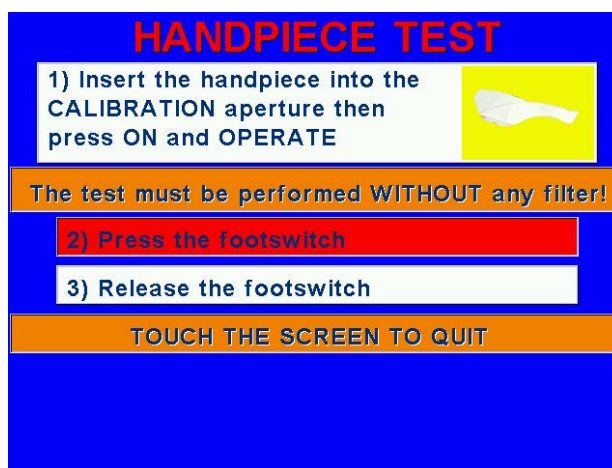 HANDPIECE TEST
1) Insert the handpiece into the
CALIBRATION aperture then
press ON and OPERATE
The test must be performed WITHOUT any filter!
2) Press the footswitch
3) Release the footswitch
TOUCH THE SCREEN TO QUIT